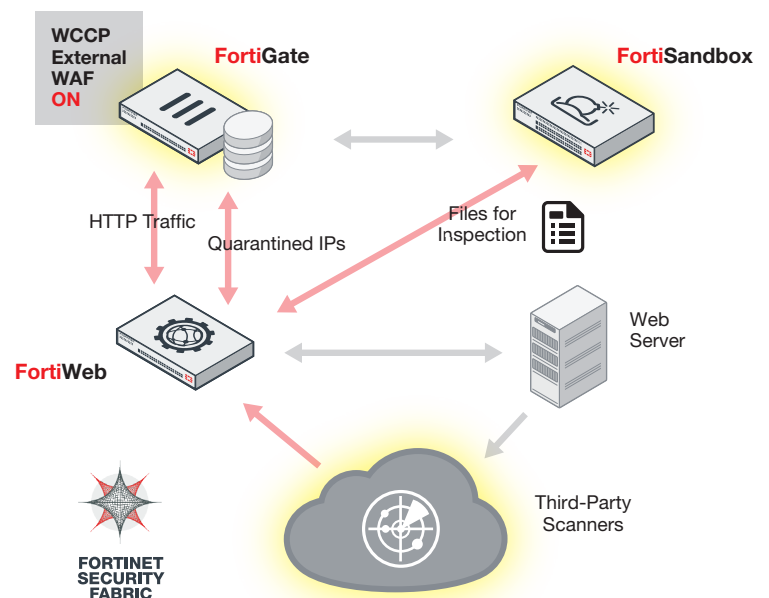 WCCP
External
WAF
ON
FortiGate
FortiSandbox
HTTP Traffic
Quarantined IPs
Files for
Inspection
FortiWeb
Web
Server
Third-Party
Scanners
FORTINET
SECURITY
FABRIC